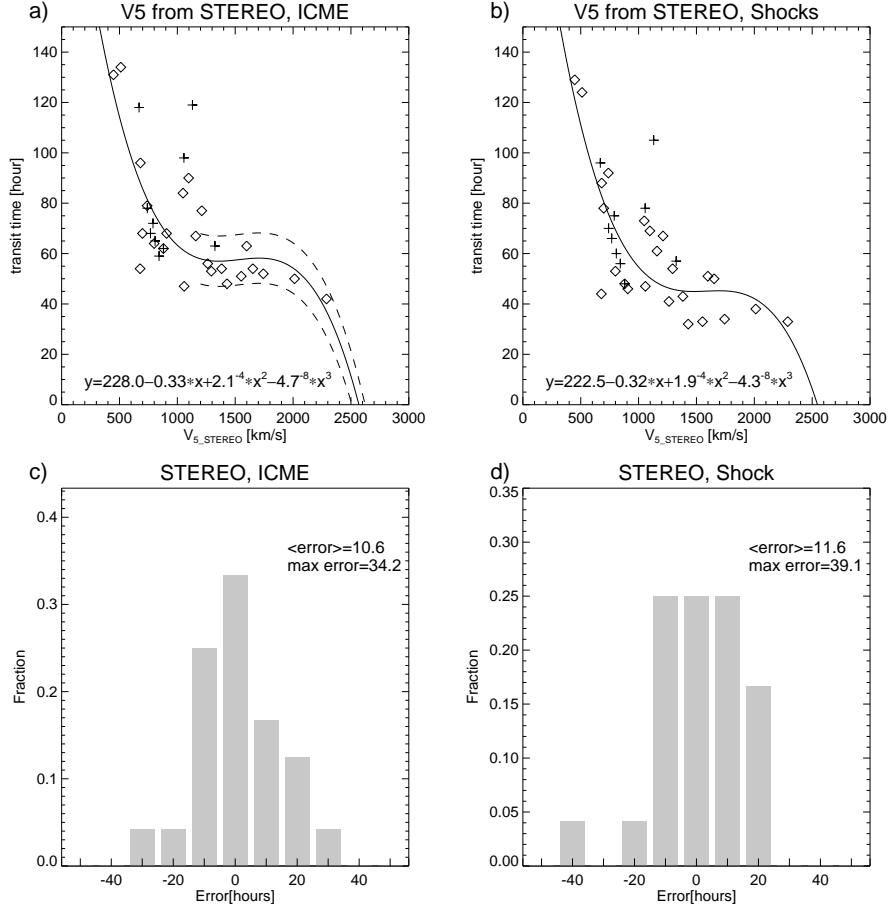 a) V5 from STEREO, ICME
140
120
100
80
60
40
20
0
transit time [hour]
y=228.0−0.33*x+2.1⁻⁴*x²−4.7⁻⁸*x³
0 500 1000 1500 2000 2500 3000
V5_STEREO [km/s]
b) V5 from STEREO, Shocks
140
120
100
80
60
40
20
0
transit time [hour]
y=222.5−0.32*x+1.9⁻⁴*x²−4.3⁻⁸*x³
0 500 1000 1500 2000 2500 3000
V5_STEREO [km/s]
c) STEREO, ICME
0.4
0.3
0.2
0.1
0.0
Fraction
<error>=10.6
max error=34.2
-40 -20 0 20 40
Error[hours]
d) STEREO, Shock
0.35
0.30
0.25
0.20
0.15
0.10
0.05
0.00
Fraction
<error>=11.6
max error=39.1
-40 -20 0 20 40
Error[hours]